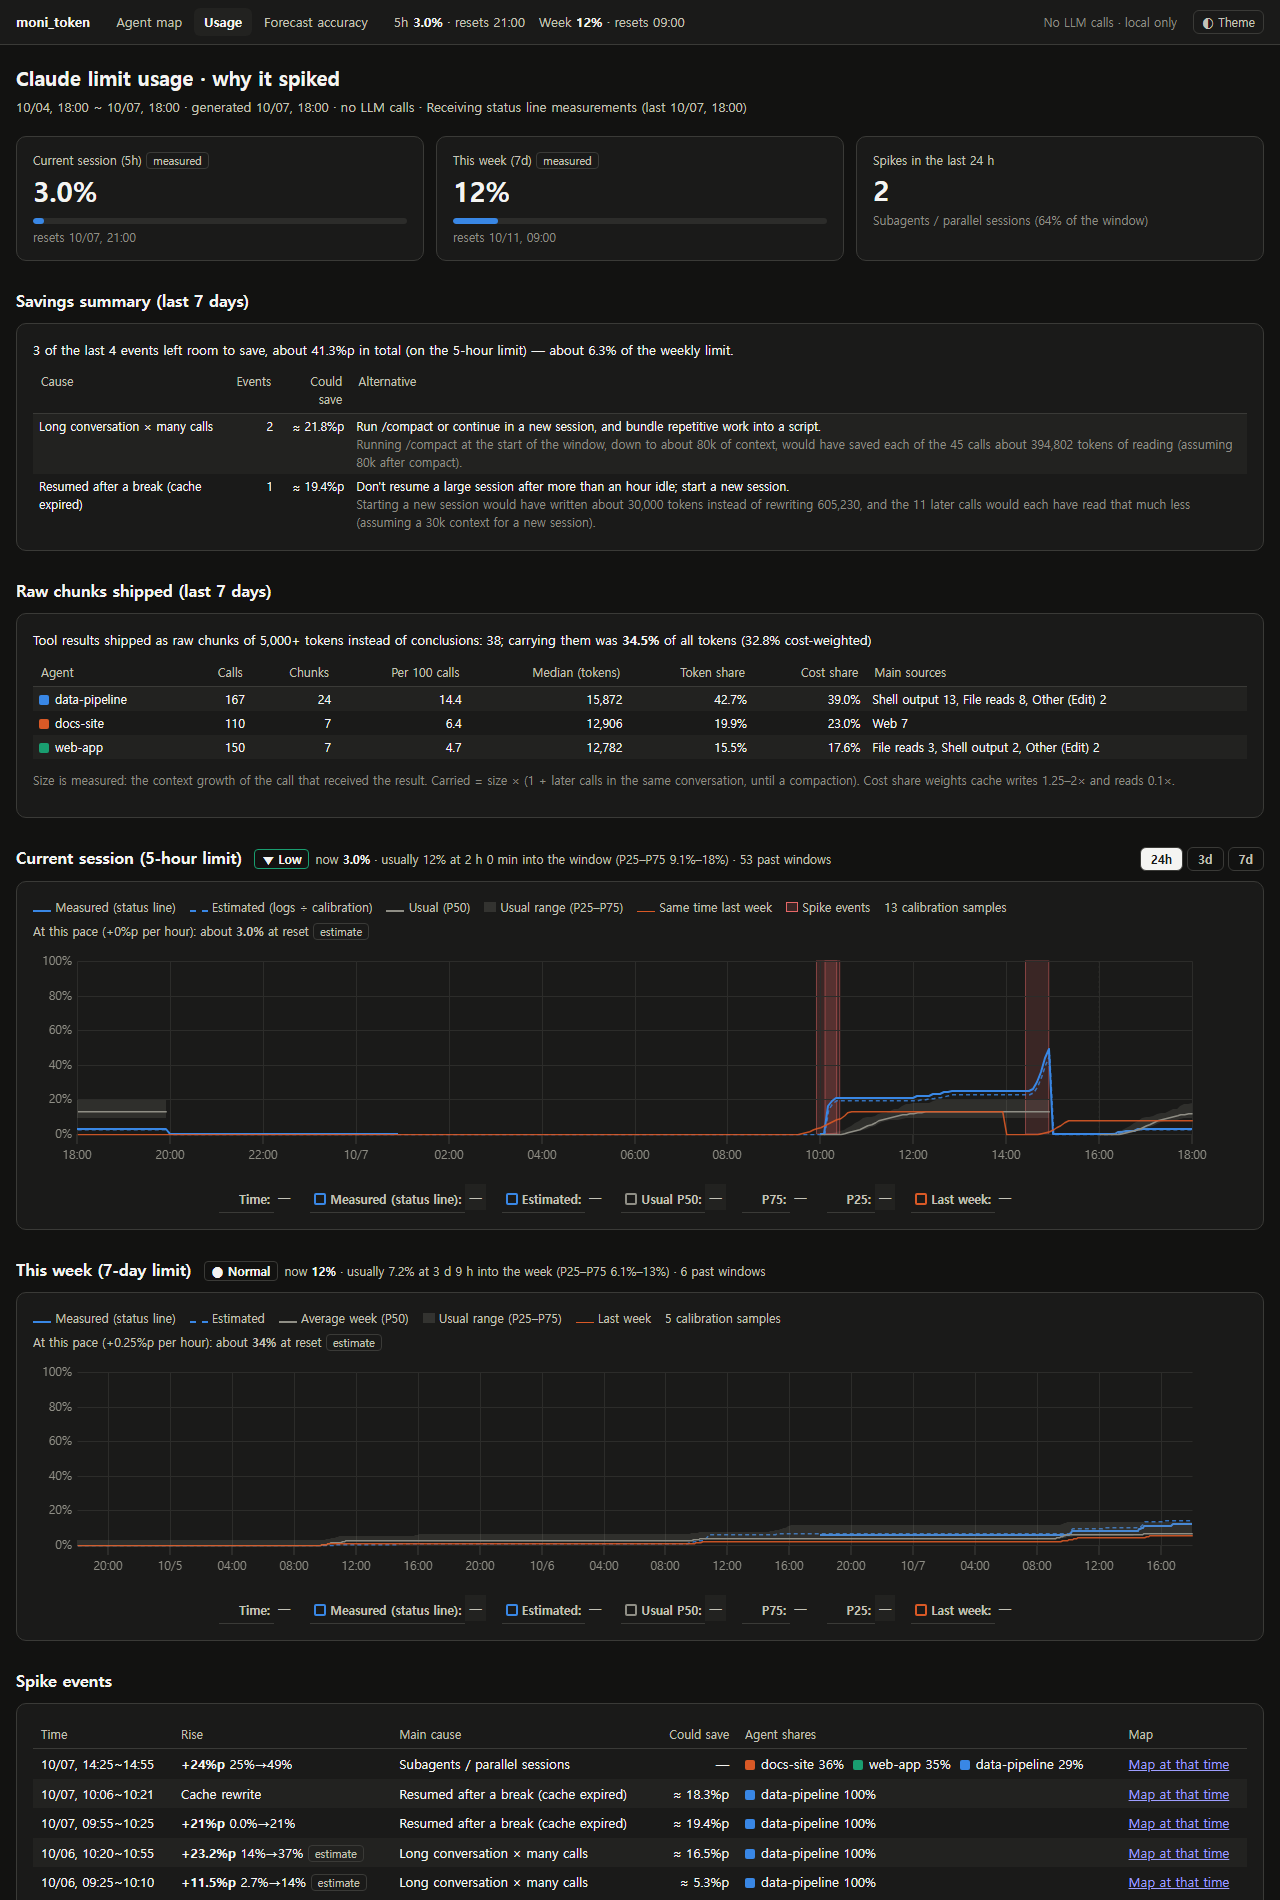 moni_token Agent map Usage Forecast accuracy 5h 3.0% · resets 21:00 Week 12% · resets 09:00 No LLM calls · local only Theme
Claude limit usage · why it spiked
10/04, 18:00 ~ 10/07, 18:00 · generated 10/07, 18:00 · no LLM calls · Receiving status line measurements (last 10/07, 18:00)
Current session (5h) measured
3.0%
resets 10/07, 21:00
This week (7d) measured
12%
resets 10/11, 09:00
Spikes in the last 24 h
2
Subagents / parallel sessions (64% of the window)
Savings summary (last 7 days)
3 of the last 4 events left room to save, about 41.3%p in total (on the 5-hour limit) — about 6.3% of the weekly limit.
Cause Events Could save Alternative
Long conversation × many calls 2 ≈ 21.8%p Run /compact or continue in a new session, and bundle repetitive work into a script.
Running /compact at the start of the window, down to about 80k of context, would have saved each of the 45 calls about 394,802 tokens of reading (assuming
80k after compact).
Resumed after a break (cache expired) 1 ≈ 19.4%p Don't resume a large session after more than an hour idle; start a new session.
Starting a new session would have written about 30,000 tokens instead of rewriting 605,230, and the 11 later calls would each have read that much less
(assuming a 30k context for a new session).
Raw chunks shipped (last 7 days)
Tool results shipped as raw chunks of 5,000+ tokens instead of conclusions: 38; carrying them was 34.5% of all tokens (32.8% cost-weighted)
Agent Calls Chunks Per 100 calls Median (tokens) Token share Cost share Main sources
data-pipeline 167 24 14.4 15,872 42.7% 39.0% Shell output 13, File reads 8, Other (Edit) 2
docs-site 110 7 6.4 12,906 19.9% 23.0% Web 7
web-app 150 7 4.7 12,782 15.5% 17.6% File reads 3, Shell output 2, Other (Edit) 2
Size is measured: the context growth of the call that received the result. Carried = size × (1 + later calls in the same conversation, until a compaction). Cost share weights cache writes 1.25–2× and reads 0.1×.
Current session (5-hour limit) ▼ Low now 3.0% · usually 12% at 2 h 0 min into the window (P25–P75 9.1%–18%) · 53 past windows 24h 3d 7d
Measured (status line) Estimated (logs ÷ calibration) Usual (P50) Usual range (P25–P75) Same time last week Spike events 13 calibration samples
At this pace (+0%p per hour): about 3.0% at reset estimate
100%
80%
60%
40%
20%
0%
18:00 20:00 22:00 10/7 02:00 04:00 06:00 08:00 10:00 12:00 14:00 16:00 18:00
Time: — Measured (status line): — Estimated: — Usual P50: — P75: — P25: — Last week: —
This week (7-day limit) ● Normal now 12% · usually 7.2% at 3 d 9 h into the week (P25–P75 6.1%–13%) · 6 past windows
Measured (status line) Estimated Average week (P50) Usual range (P25–P75) Last week 5 calibration samples
At this pace (+0.25%p per hour): about 34% at reset estimate
100%
80%
60%
40%
20%
0%
20:00 10/5 04:00 08:00 12:00 16:00 20:00 10/6 04:00 08:00 12:00 16:00 20:00 10/7 04:00 08:00 12:00 16:00
Time: — Measured (status line): — Estimated: — Usual P50: — P75: — P25: — Last week: —
Spike events
Time Rise Main cause Could save Agent shares Map
10/07, 14:25~14:55 +24%p 25%→49% Subagents / parallel sessions — docs-site 36% web-app 35% data-pipeline 29% Map at that time
10/07, 10:06~10:21 Cache rewrite Resumed after a break (cache expired) ≈ 18.3%p data-pipeline 100% Map at that time
10/07, 09:55~10:25 +21%p 0.0%→21% Resumed after a break (cache expired) ≈ 19.4%p data-pipeline 100% Map at that time
10/06, 10:20~10:55 +23.2%p 14%→37% estimate Long conversation × many calls ≈ 16.5%p data-pipeline 100% Map at that time
10/06, 09:25~10:10 +11.5%p 2.7%→14% estimate Long conversation × many calls ≈ 5.3%p data-pipeline 100% Map at that time